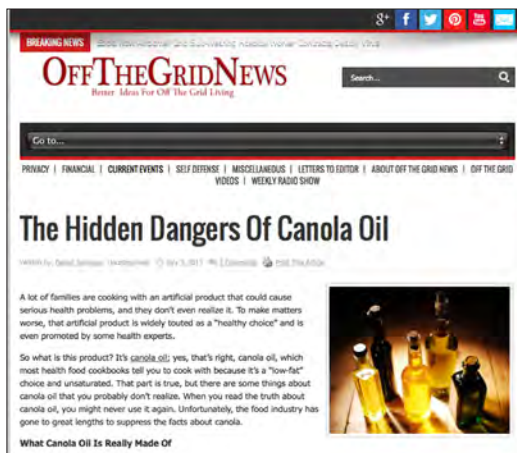 8+ f You Tube
BREAKING NEWS
OFFTHEGRIDNEWS
Better Ideas For Off The Grid Living
Search...
Go to...
PRIVACY | FINANCIAL | CURRENT EVENTS | SELF DEFENSE | MISCELLANEOUS | LETTERS TO EDITOR | ABOUT OFF THE GRID NEWS | OFF THE GRID
VIDEOS | WEEKLY RADIO SHOW
The Hidden Dangers Of Canola Oil
A lot of families are cooking with an artificial product that could cause
serious health problems, and they don't even realize it. To make matters
worse, that artificial product is widely touted as a "healthy choice" and is
even promoted by some health experts.
So what is this product? It's canola oil; yes, that's right, canola oil, which
most health food cookbooks tell you to cook with because it's a "low-fat"
choice and unsaturated. That part is true, but there are some things about
canola oil that you probably don't realize. When you read the truth about
canola oil, you might never use it again. Unfortunately, the food industry has
gone to great lengths to suppress the facts about canola.
What Canola Oil Is Really Made Of